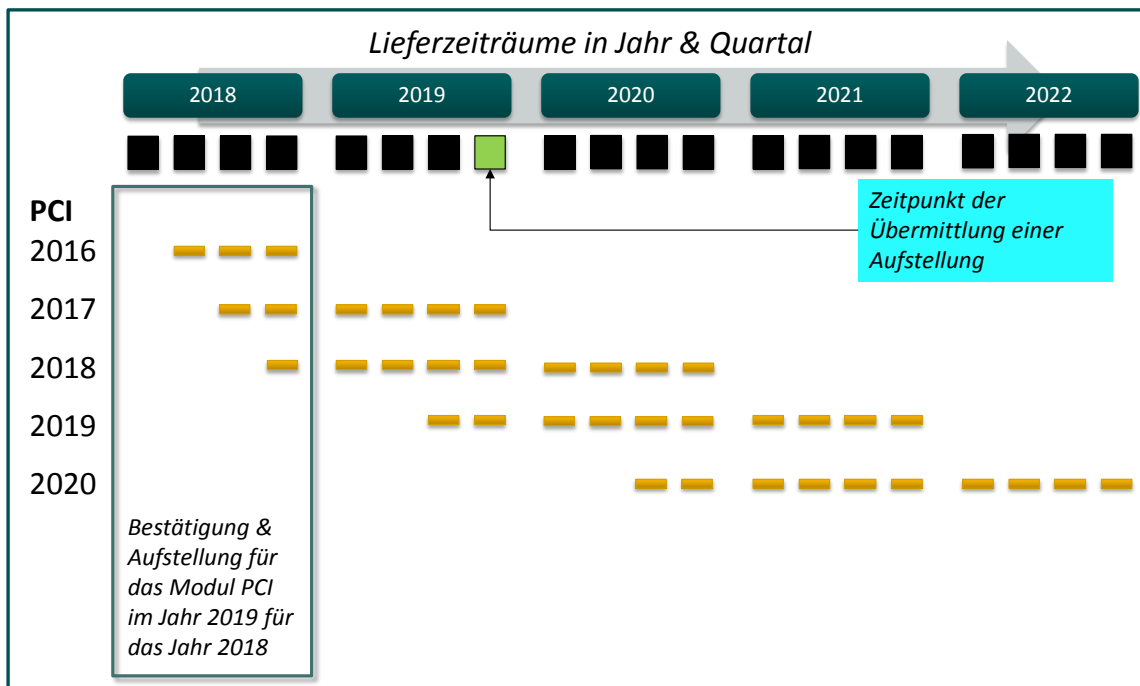 Lieferzeiträume in Jahr & Quartal
2018
2019
2020
2021
2022
Zeitpunkt der
Übermittlung einer
Aufstellung
PCI
2016
2017
2018
2019
2020
Bestätigung &
Aufstellung für
das Modul PCI
im Jahr 2019 für
das Jahr 2018